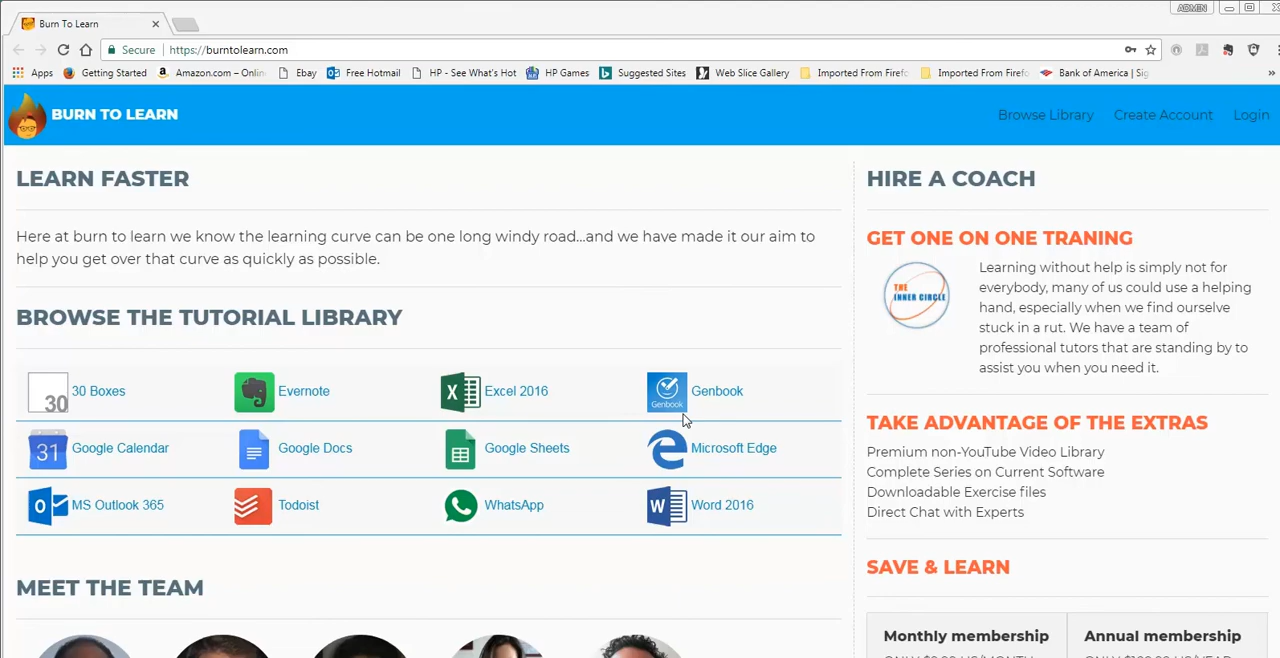 Burn To Learn
ADMIN
Secure https://burntolearn.com
Apps Getting Started Amazon.com – Onlin Ebay Free Hotmail HP - See What's Hot HP Games Suggested Sites Web Slice Gallery Imported From Firefo Imported From Firefo Bank of America | Sig »
BURN TO LEARN
Browse Library Create Account Login
LEARN FASTER
Here at burn to learn we know the learning curve can be one long windy road...and we have made it our aim to
help you get over that curve as quickly as possible.
BROWSE THE TUTORIAL LIBRARY
30 30 Boxes Evernote Excel 2016 Genbook Genbook
31 Google Calendar Google Docs Google Sheets Microsoft Edge
MS Outlook 365 Todoist WhatsApp Word 2016
MEET THE TEAM
HIRE A COACH
GET ONE ON ONE TRANING
THE
INNER CIRCLE
Learning without help is simply not for
everybody, many of us could use a helping
hand, especially when we find ourselve
stuck in a rut. We have a team of
professional tutors that are standing by to
assist you when you need it.
TAKE ADVANTAGE OF THE EXTRAS
Premium non-YouTube Video Library
Complete Series on Current Software
Downloadable Exercise files
Direct Chat with Experts
SAVE & LEARN
Monthly membership Annual membership